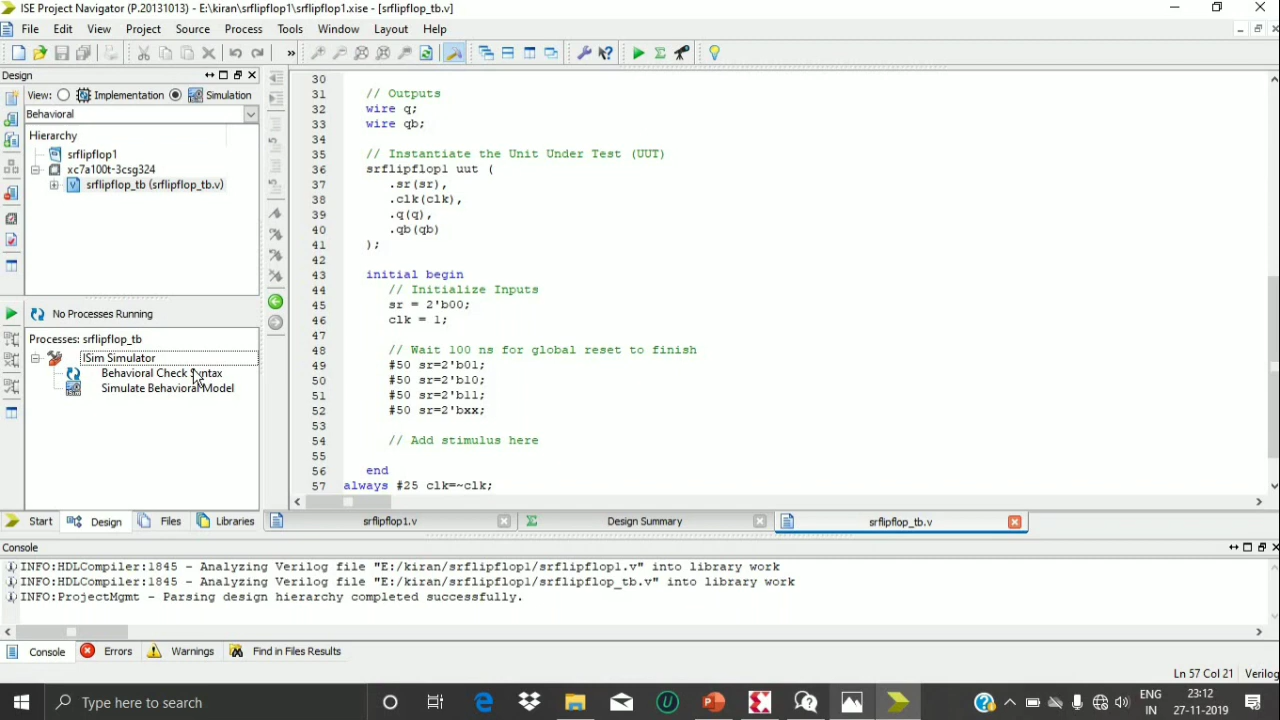 ISE Project Navigator (P.20131013) - E:\kiran\srflipflop1\srflipflop1.xise - [srflipflop_tb.v]
File Edit View Project Source Process Tools Window Layout Help
»
Design
View: Implementation Simulation
Behavioral
Hierarchy
srflipflop1
xc7a100t-3csg324
srflipflop_tb (srflipflop_tb.v)
No Processes Running
Processes: srflipflop_tb
ISim Simulator
Behavioral Check Syntax
Simulate Behavioral Model
30
31 // Outputs
32 wire q;
33 wire qb;
34
35 // Instantiate the Unit Under Test (UUT)
36 srflipflop1 uut (
37 .sr(sr),
38 .clk(clk),
39 .q(q),
40 .qb(qb)
41 );
42
43 initial begin
44 // Initialize Inputs
45 sr = 2'b00;
46 clk = 1;
47
48 // Wait 100 ns for global reset to finish
49 #50 sr=2'b01;
50 #50 sr=2'b10;
51 #50 sr=2'b11;
52 #50 sr=2'bxx;
53
54 // Add stimulus here
55
56 end
57 always #25 clk=~clk;
Start Design Files Libraries
srflipflop1.v Design Summary srflipflop_tb.v
Console
INFO:HDLCompiler:1845 - Analyzing Verilog file "E:/kiran/srflipflop1/srflipflop1.v" into library work
INFO:HDLCompiler:1845 - Analyzing Verilog file "E:/kiran/srflipflop1/srflipflop_tb.v" into library work
INFO:ProjectMgmt - Parsing design hierarchy completed successfully.
Console Errors Warnings Find in Files Results
Ln 57 Col 21 Verilog
Type here to search
ENG
IN
23:12
27-11-2019